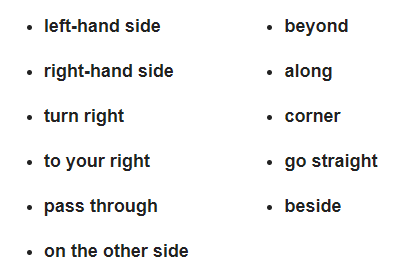 left-hand side
right-hand side
turn right
to your right
pass through
on the other side
beyond
along
corner
go straight
beside